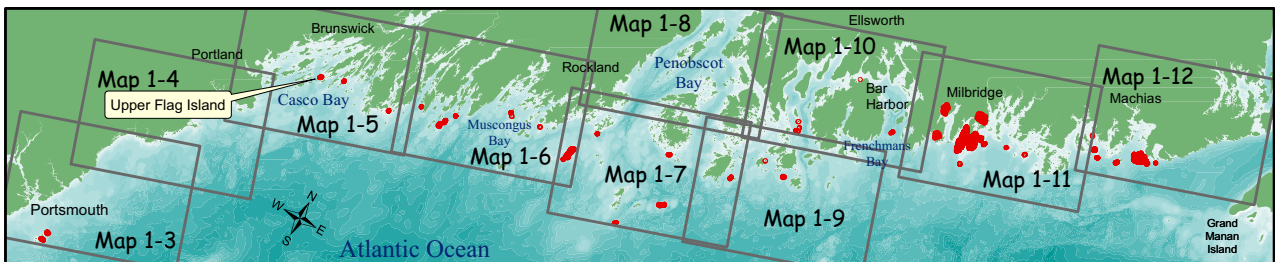 Map 1-8
Ellsworth
Brunswick
Map 1-10
Portland
Penobscot
Bay
Rockland
Map 1-4
Map 1-12
Bar
Harbor
Milbridge
Machias
Upper Flag Island
Casco Bay
Map 1-5
Muscongus
Bay
Map 1-6
Frenchmans
Bay
Map 1-7
Map 1-11
Portsmouth
N
W
E
S
Map 1-3
Map 1-9
Atlantic Ocean
Grand
Manan
Island